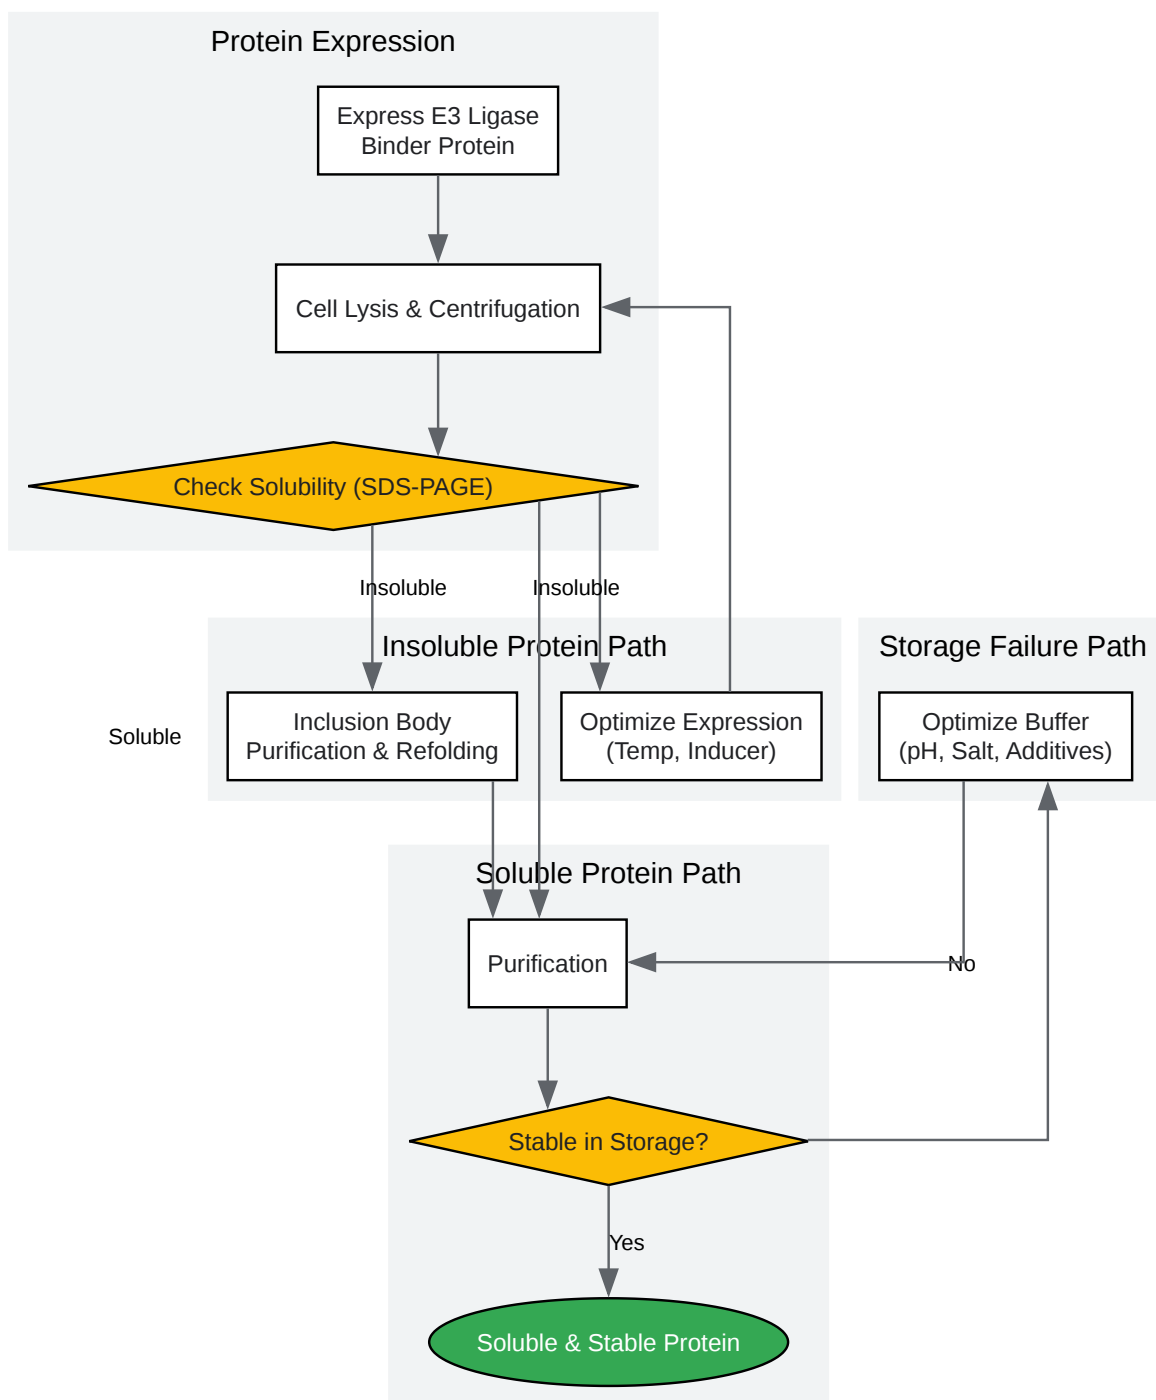 Protein Expression
Express E3 Ligase
Binder Protein
Cell Lysis & Centrifugation
Check Solubility (SDS-PAGE)
Insoluble
Insoluble
Insoluble Protein Path
Storage Failure Path
Soluble
Inclusion Body
Purification & Refolding
Optimize Expression
(Temp, Inducer)
Optimize Buffer
(pH, Salt, Additives)
Soluble Protein Path
Purification
No
Stable in Storage?
Yes
Soluble & Stable Protein